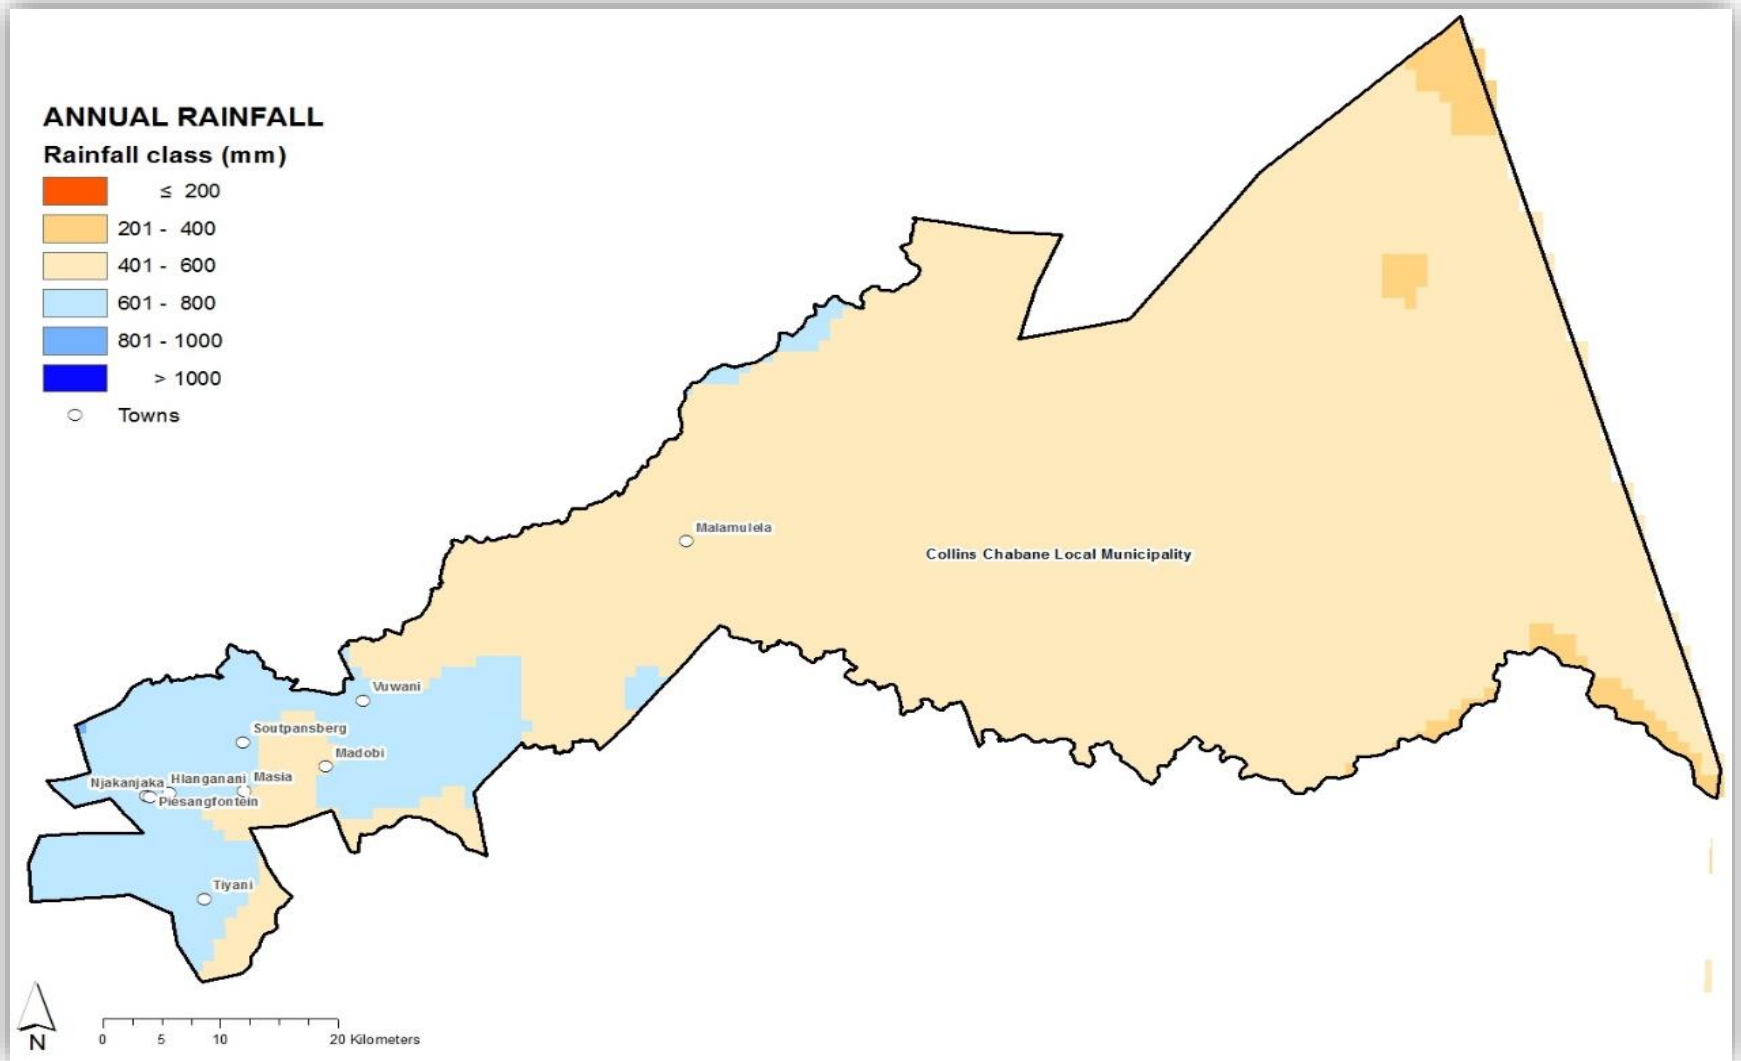 ANNUAL RAINFALL
Rainfall class (mm)
≤ 200
201 - 400
401 - 600
601 - 800
801 - 1000
> 1000
Towns
Malamulela
Collins Chabane Local Municipality
Vuwani
Soutpansberg
Madobi
Njakanjaka
Hlanganani
Masia
Piesangfontein
Tiyani
N
0 5 10 20 Kilometers